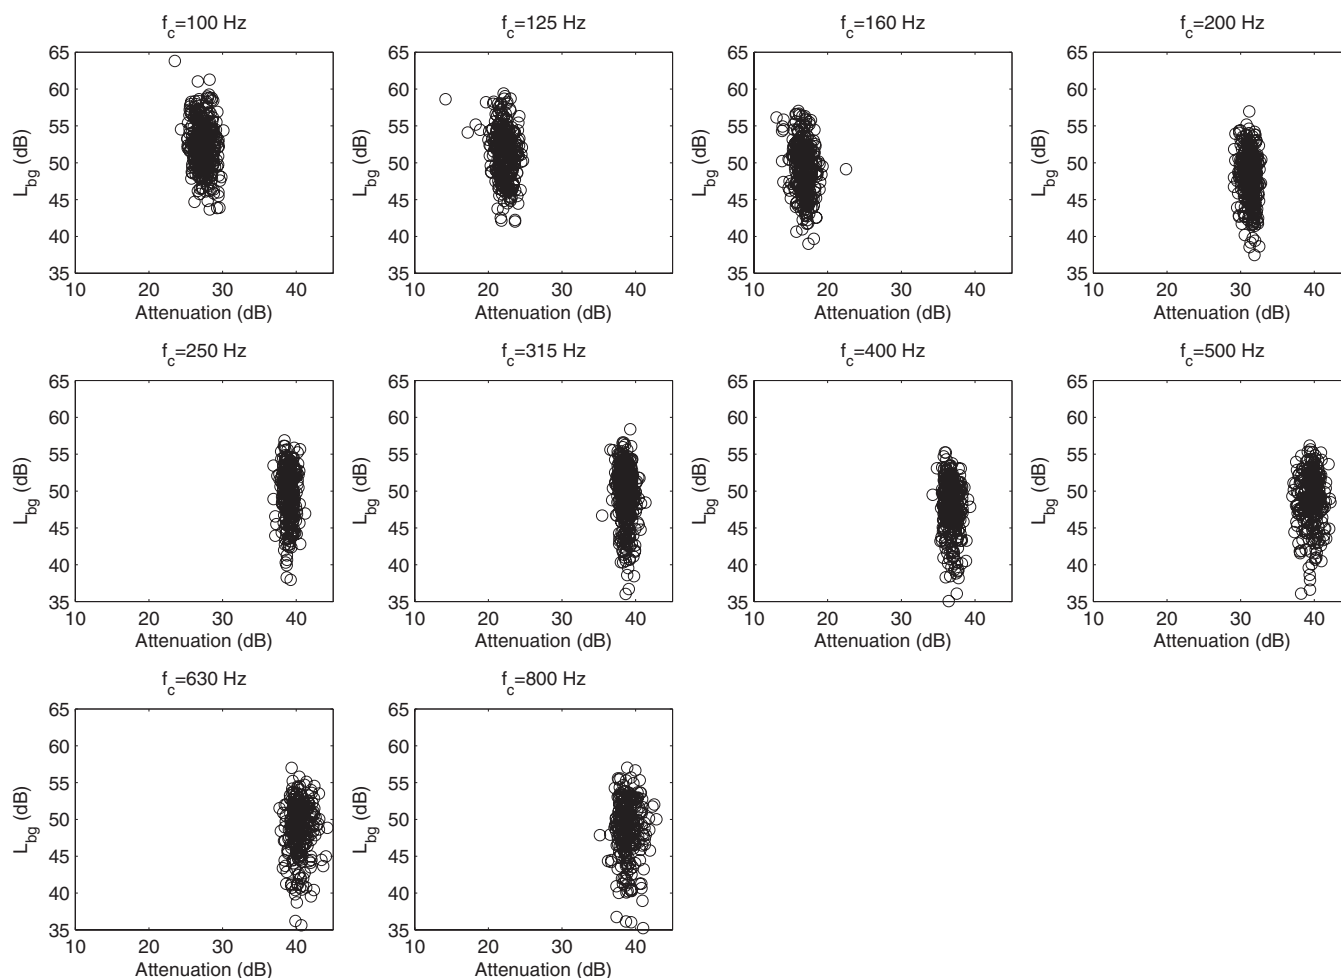 f_c=100 Hz
f_c=125 Hz
f_c=160 Hz
f_c=200 Hz
65
60
55
50
45
40
35
L_bg (dB)
10 20 30 40
Attenuation (dB)
65
60
55
50
45
40
35
L_bg (dB)
10 20 30 40
Attenuation (dB)
65
60
55
50
45
40
35
L_bg (dB)
10 20 30 40
Attenuation (dB)
65
60
55
50
45
40
35
L_bg (dB)
10 20 30 40
Attenuation (dB)
f_c=250 Hz
f_c=315 Hz
f_c=400 Hz
f_c=500 Hz
65
60
55
50
45
40
35
L_bg (dB)
10 20 30 40
Attenuation (dB)
65
60
55
50
45
40
35
L_bg (dB)
10 20 30 40
Attenuation (dB)
65
60
55
50
45
40
35
L_bg (dB)
10 20 30 40
Attenuation (dB)
65
60
55
50
45
40
35
L_bg (dB)
10 20 30 40
Attenuation (dB)
f_c=630 Hz
f_c=800 Hz
65
60
55
50
45
40
35
L_bg (dB)
10 20 30 40
Attenuation (dB)
65
60
55
50
45
40
35
L_bg (dB)
10 20 30 40
Attenuation (dB)